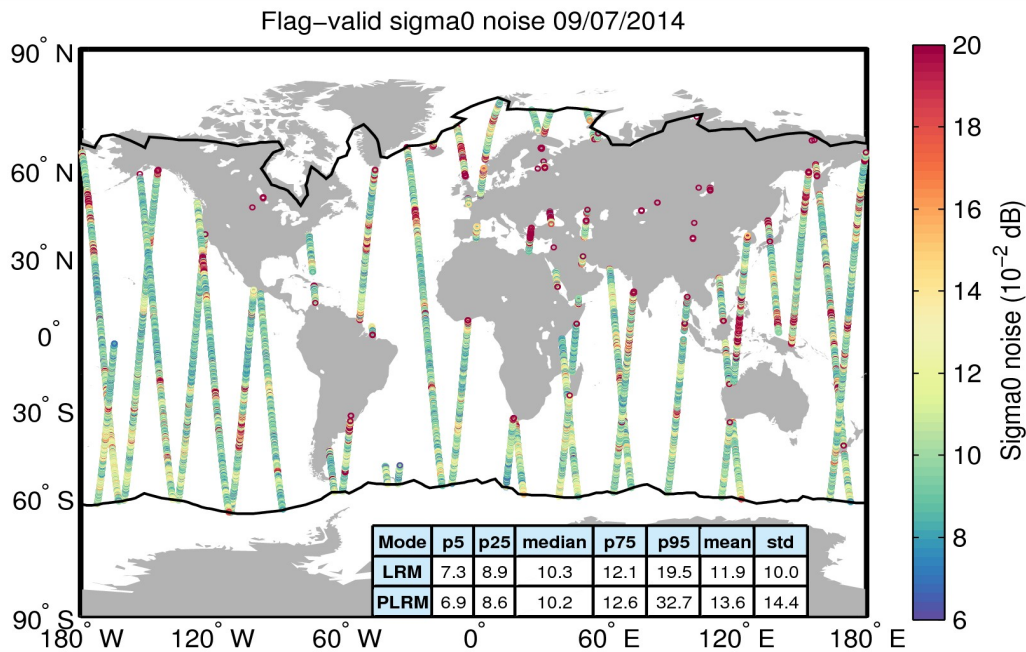 Flag−valid sigma0 noise 09/07/2014
90° N
60° N
30° N
0°
30° S
60° S
90° S
180° W 120° W 60° W 0° 60° E 120° E 180° E
Mode p5 p25 median p75 p95 mean std
LRM 7.3 8.9 10.3 12.1 19.5 11.9 10.0
PLRM 6.9 8.6 10.2 12.6 32.7 13.6 14.4
20
18
16
14
12
10
8
6
Sigma0 noise (10⁻² dB)